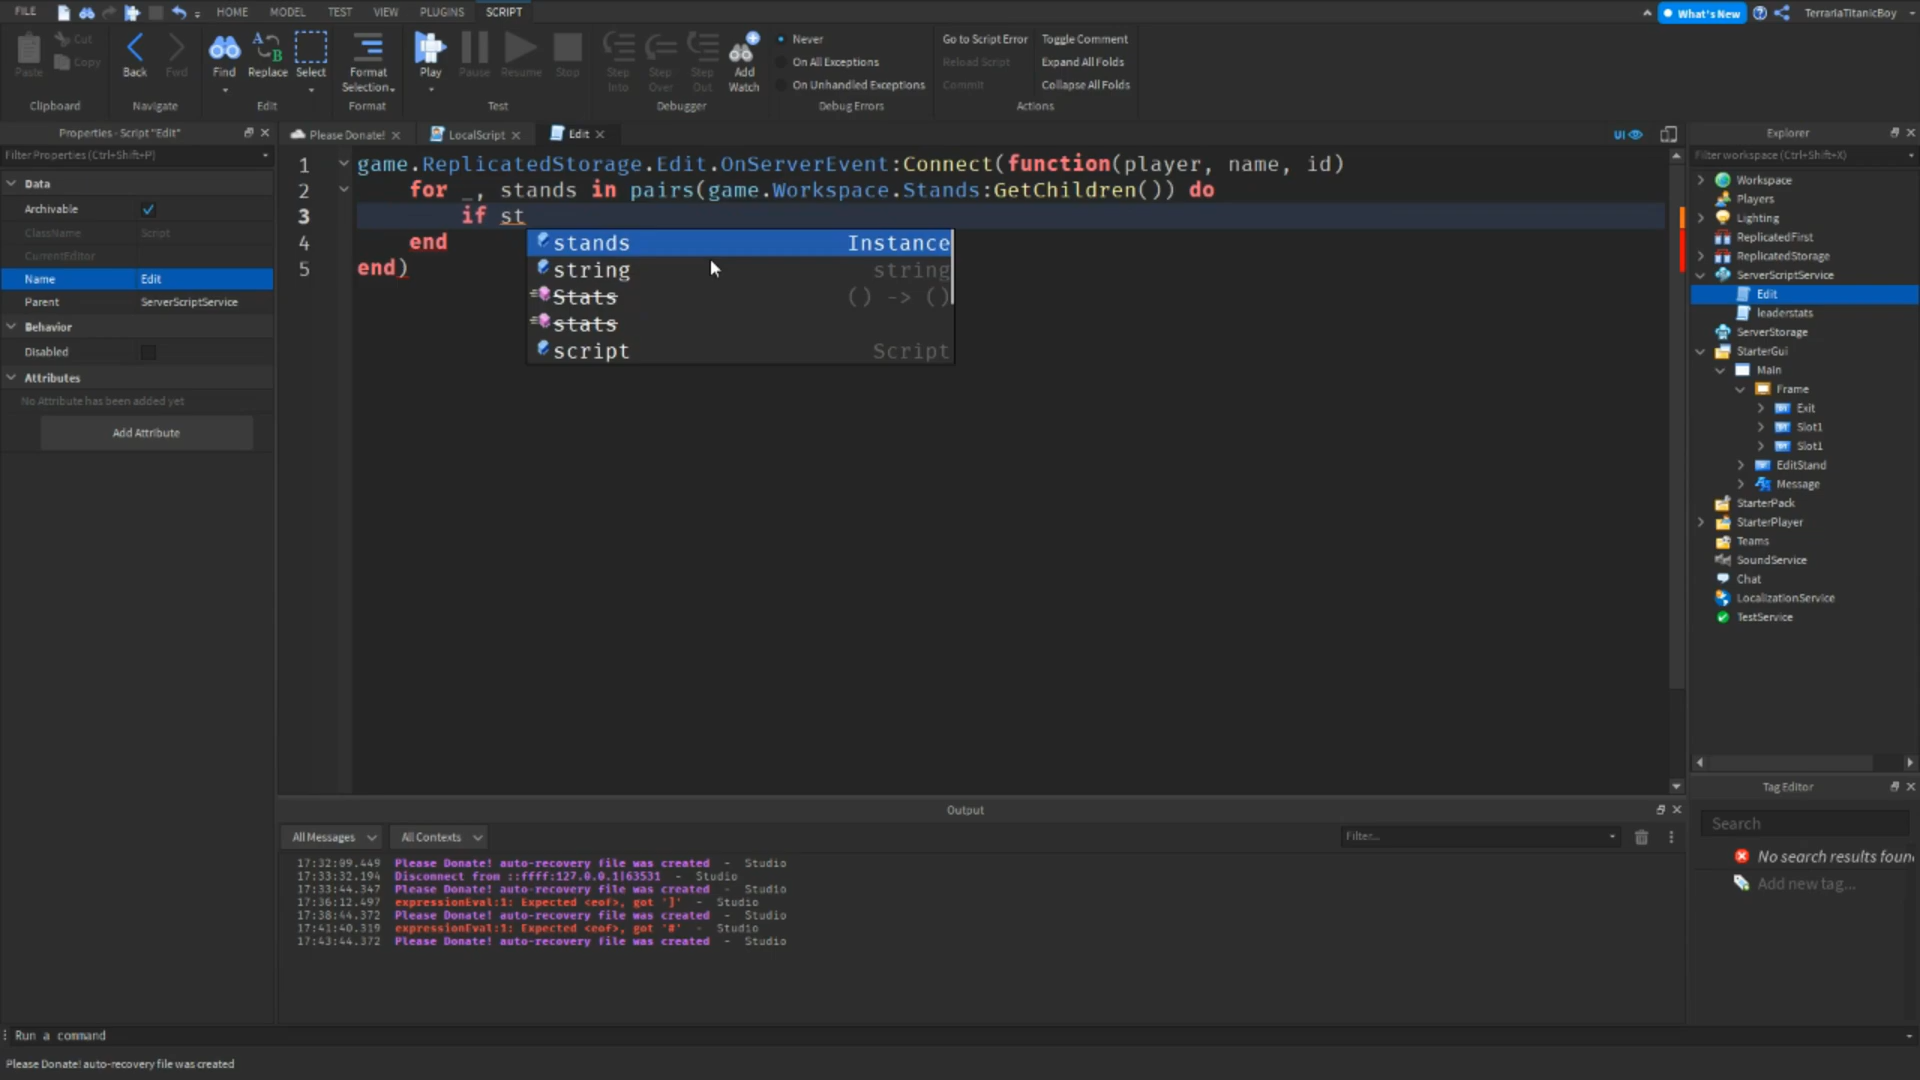 FILE HOME MODEL TEST VIEW PLUGINS SCRIPT What's New TerrariaTitanicBoy
Paste Cut Copy Back Fwd Find Replace Select Format Selection Play Pause Resume Stop Step Into Step Over Step Out Add Watch
Never
On All Exceptions
On Unhandled Exceptions
Go to Script Error Toggle Comment
Reload Script Expand All Folds
Commit Collapse All Folds
Clipboard Navigate Edit Format Test Debugger Debug Errors Actions
Properties - Script "Edit"
Filter Properties (Ctrl+Shift+P)
Data
Archivable
ClassName Script
CurrentEditor
Name Edit
Parent ServerScriptService
Behavior
Disabled
Attributes
No Attribute has been added yet
Add Attribute
Please Donate! LocalScript Edit UI
1 game.ReplicatedStorage.Edit.OnServerEvent:Connect(function(player, name, id)
2 for _, stands in pairs(game.Workspace.Stands:GetChildren()) do
3 if st
4 end
5 end)
stands Instance
string string
Stats () -> ()
stats
script Script
Explorer
Filter workspace (Ctrl+Shift+X)
Workspace
Players
Lighting
ReplicatedFirst
ReplicatedStorage
ServerScriptService
Edit
leaderstats
ServerStorage
StarterGui
Main
Frame
Exit
Slot1
Slot1
EditStand
Message
StarterPack
StarterPlayer
Teams
SoundService
Chat
LocalizationService
TestService
Tag Editor
Search
No search results foun
Add new tag...
Output
All Messages All Contexts Filter...
17:32:09.449 Please Donate! auto-recovery file was created - Studio
17:33:32.194 Disconnect from ::ffff:127.0.0.1|63531 - Studio
17:33:44.347 Please Donate! auto-recovery file was created - Studio
17:36:12.497 expressionEval:1: Expected <eof>, got ']' - Studio
17:38:44.372 Please Donate! auto-recovery file was created - Studio
17:41:40.319 expressionEval:1: Expected <eof>, got '#' - Studio
17:43:44.372 Please Donate! auto-recovery file was created - Studio
Run a command
Please Donate! auto-recovery file was created